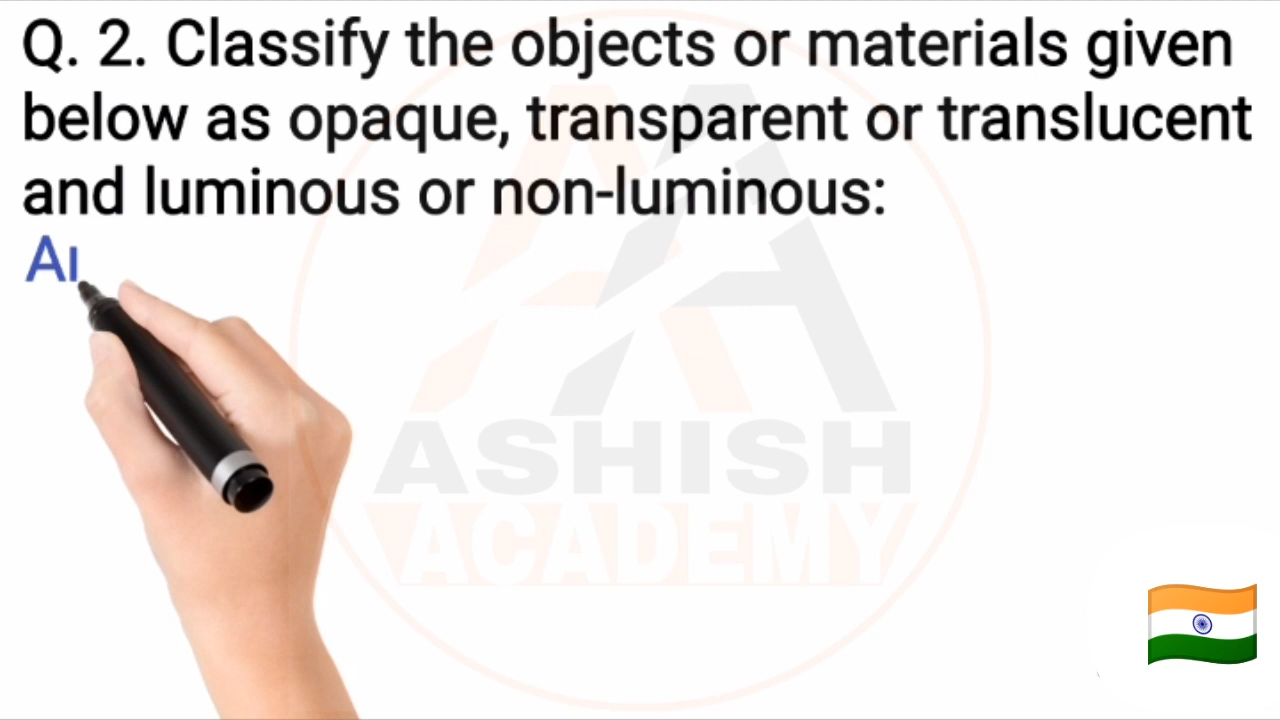 Q. 2. Classify the objects or materials given
below as opaque, transparent or translucent
and luminous or non-luminous:
ASHISH
ACADEMY